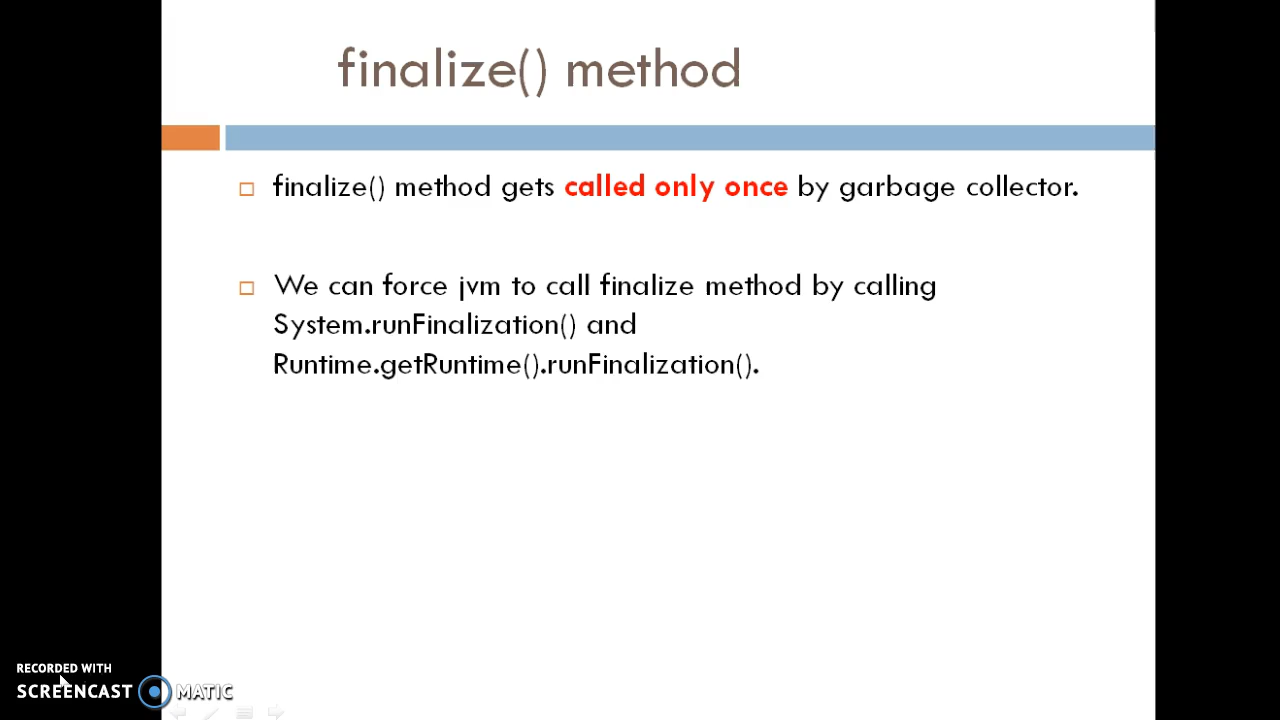 finalize() method
finalize() method gets called only once by garbage collector.
We can force jvm to call finalize method by calling
System.runFinalization() and
Runtime.getRuntime().runFinalization().
RECORDED WITH
SCREENCAST MATIC